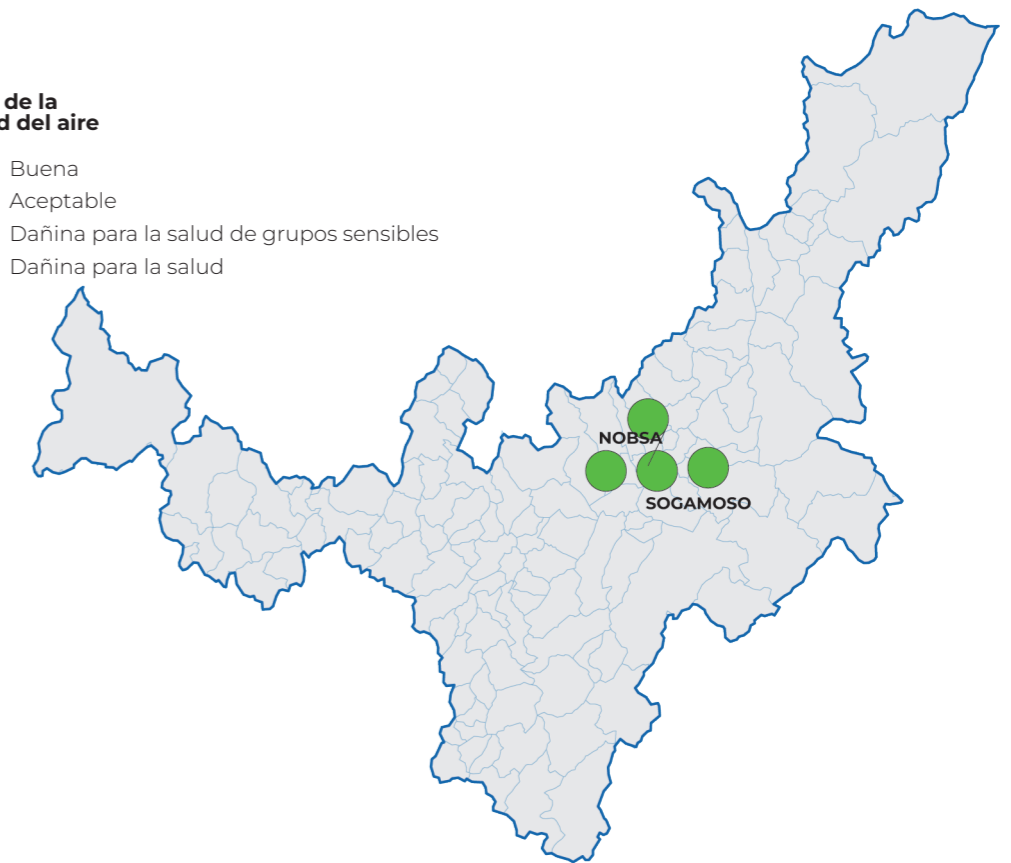 de la
d del aire
Buena
Aceptable
Dañina para la salud de grupos sensibles
Dañina para la salud
NOBSA
SOGAMOSO